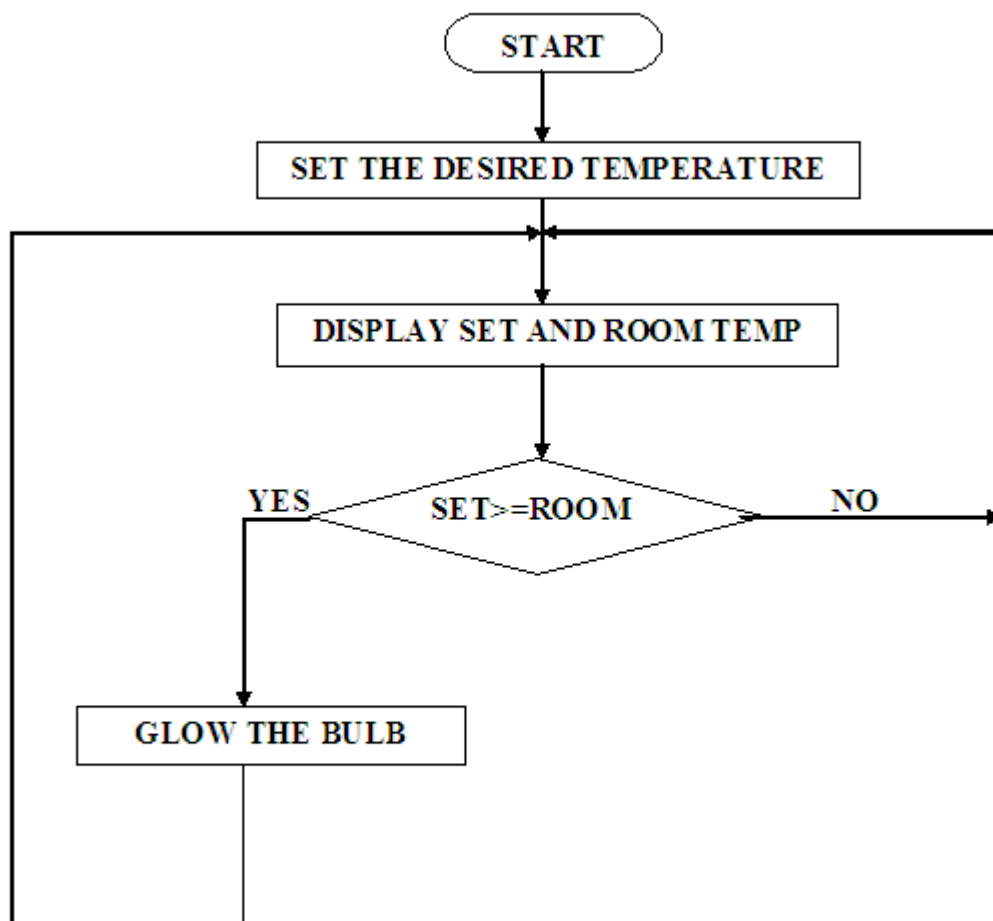 START
SET THE DESIRED TEMPERATURE
DISPLAY SET AND ROOM TEMP
YES
SET>=ROOM
NO
GLOW THE BULB